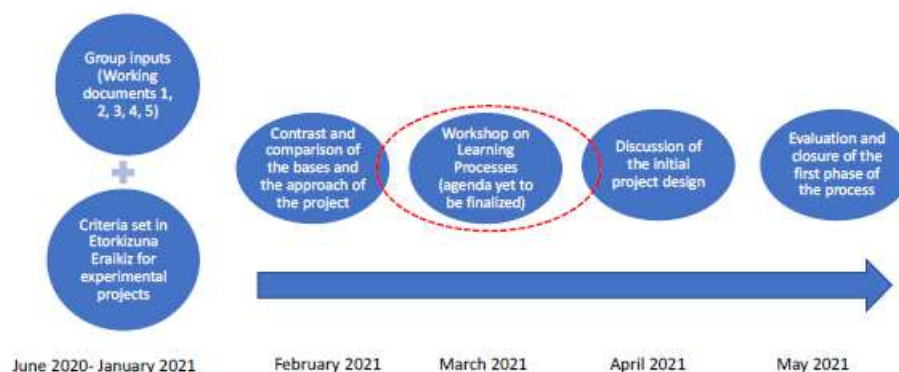 Group inputs
(Working
documents 1,
2, 3, 4, 5)
Criteria set in
Etorkizuna
Eraikiz for
experimental
projects
Contrast and
comparison of
the bases and
the approach of
the project
Workshop on
Learning
Processes
(agenda yet to
be finalized)
Discussion of
the initial
project design
Evaluation and
closure of the
first phase of
the process
June 2020- January 2021
February 2021
March 2021
April 2021
May 2021